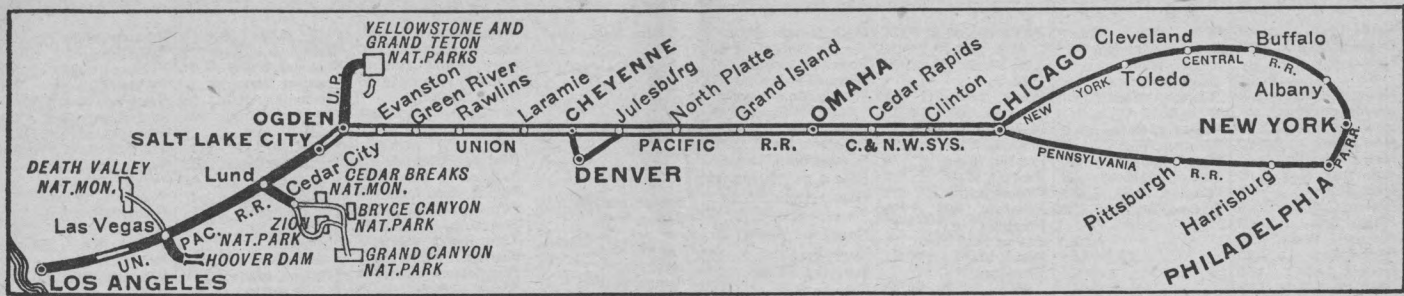 YELLOWSTONE AND
GRAND TETON
NAT. PARKS
U.P.
OGDEN
SALT LAKE CITY
Evanston
Green River
Rawlins
Laramie
CHEYENNE
Julesburg
North Platte
Grand Island
OMAHA
Cedar Rapids
Clinton
CHICAGO
UNION
PACIFIC
R.R.
C.& N.W.SYS.
DENVER
NEW
YORK
CENTRAL
R. R.
Toledo
Cleveland
Buffalo
Albany
NEW YORK
PA.R.R.
PENNSYLVANIA
R. R.
Pittsburgh
Harrisburg
PHILADELPHIA
DEATH VALLEY
NAT.MON.
Lund
Cedar City
CEDAR BREAKS
NAT.MON.
Las Vegas
R.R.
PAC.
UN.
ZION
NAT.PARK
BRYCE CANYON
NAT.PARK
HOOVER DAM
GRAND CANYON
NAT.PARK
LOS ANGELES